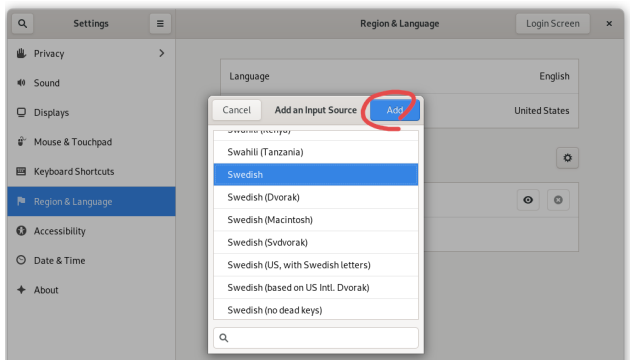 Settings
Region & Language
Login Screen
Privacy
Sound
Displays
Mouse & Touchpad
Keyboard Shortcuts
Region & Language
Accessibility
Date & Time
About
Language
English
United States
Cancel
Add an Input Source
Add
Swahili (Kenya)
Swahili (Tanzania)
Swedish
Swedish (Dvorak)
Swedish (Macintosh)
Swedish (Svdvorak)
Swedish (US, with Swedish letters)
Swedish (based on US Intl. Dvorak)
Swedish (no dead keys)